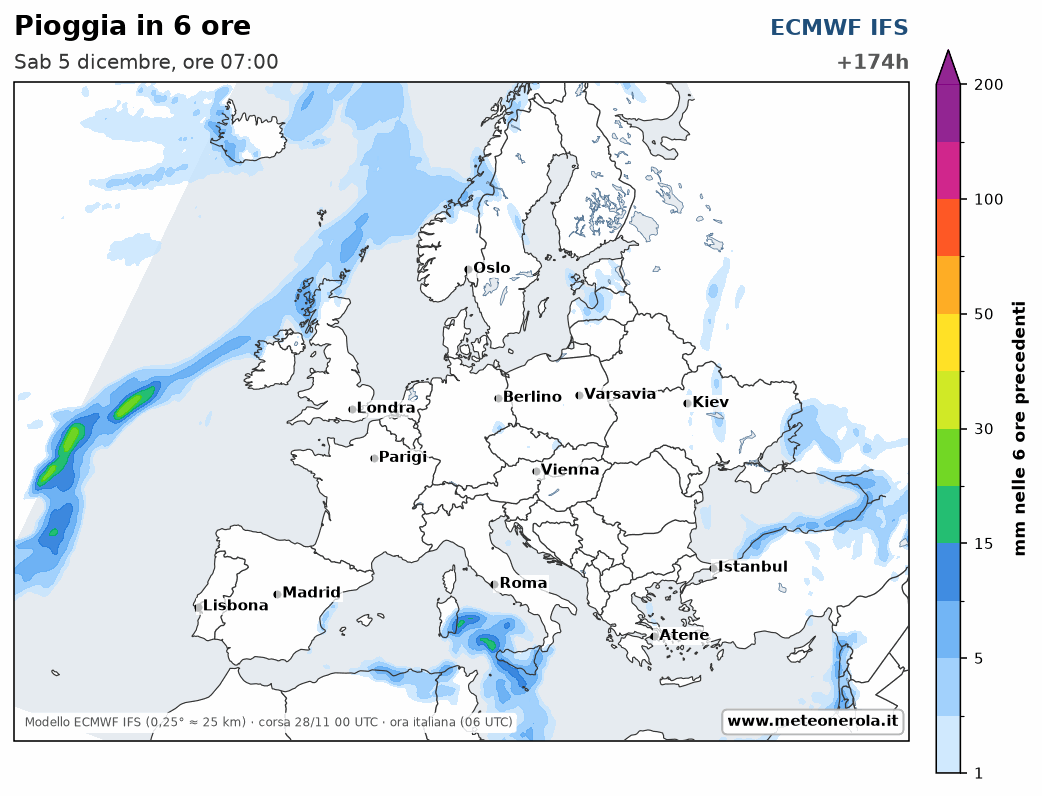 Pioggia in 6 ore
ECMWF IFS
Sab 5 dicembre, ore 07:00
+174h
200
100
50
30
15
5
1
mm nelle 6 ore precedenti
Oslo
Berlino
Varsavia
Kiev
Londra
Parigi
Vienna
Istanbul
Roma
Madrid
Lisbona
Atene
Modello ECMWF IFS (0,25° ≈ 25 km) · corsa 28/11 00 UTC · ora italiana (06 UTC)
www.meteonerola.it